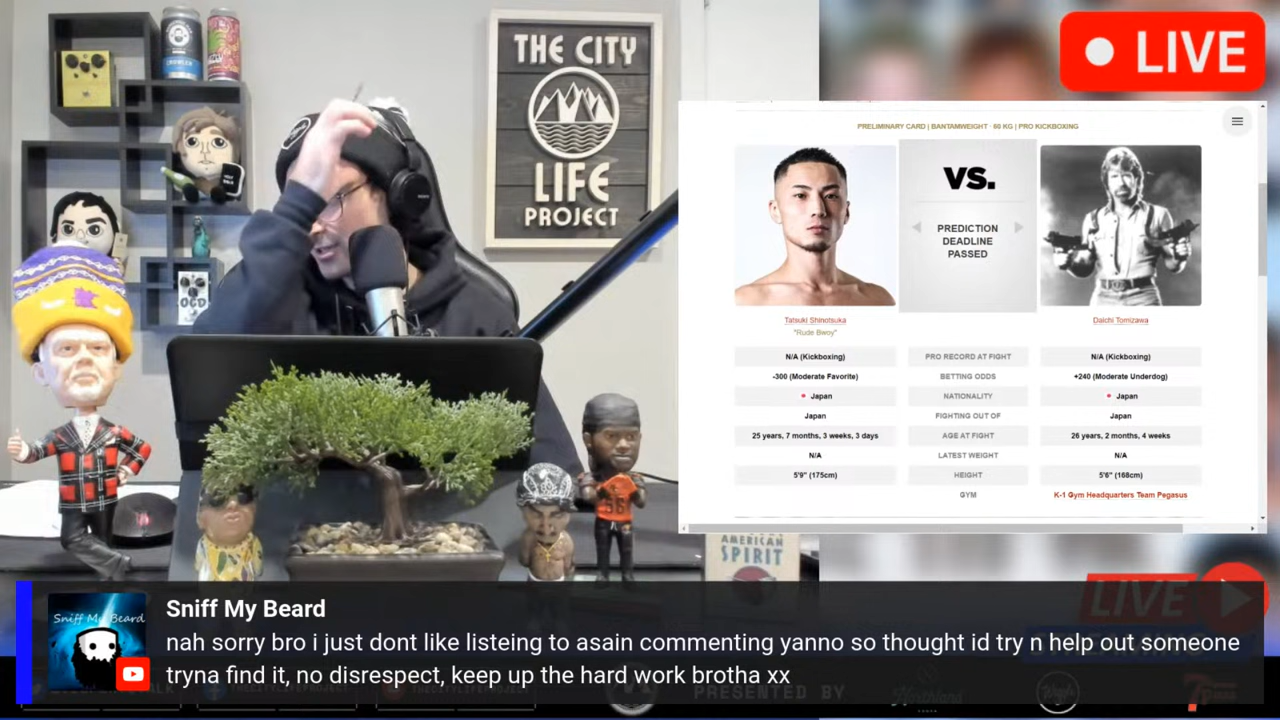 THE CITY
LIFE
PROJECT
LIVE
PRELIMINARY CARD | BANTAMWEIGHT · 60 KG | PRO KICKBOXING
VS.
PREDICTION
DEADLINE
PASSED
Tatsuki Shinotsuka
Daichi Tomizawa
"Rude Bwoy"
N/A (Kickboxing) PRO RECORD AT FIGHT N/A (Kickboxing)
-300 (Moderate Favorite) BETTING ODDS +240 (Moderate Underdog)
Japan NATIONALITY Japan
Japan FIGHTING OUT OF Japan
25 years, 7 months, 3 weeks, 3 days AGE AT FIGHT 26 years, 2 months, 4 weeks
N/A LATEST WEIGHT N/A
5'9" (175cm) HEIGHT 5'6" (168cm)
GYM K-1 Gym Headquarters Team Pegasus
OCD
AMERICAN
SPIRIT
LIVE
Sniff My Beard
Sniff My Beard
nah sorry bro i just dont like listeing to asain commenting yanno so thought id try n help out someone
tryna find it, no disrespect, keep up the hard work brotha xx
PRESENTED BY